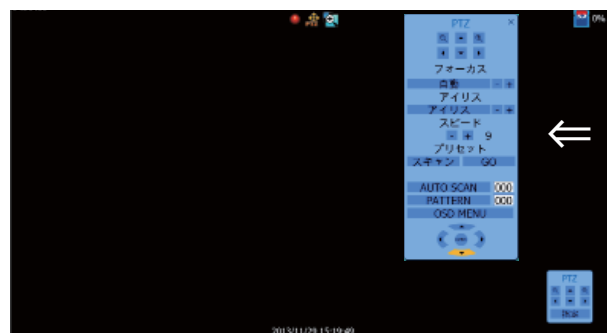 0%
PTZ ×
フォーカス
自動 - +
アイリス
アイリス - +
スピード
- + 9
プリセット
スキャン GO
AUTO SCAN 000
PATTERN 000
OSD MENU
PTZ
2013/11/29 15:19:49